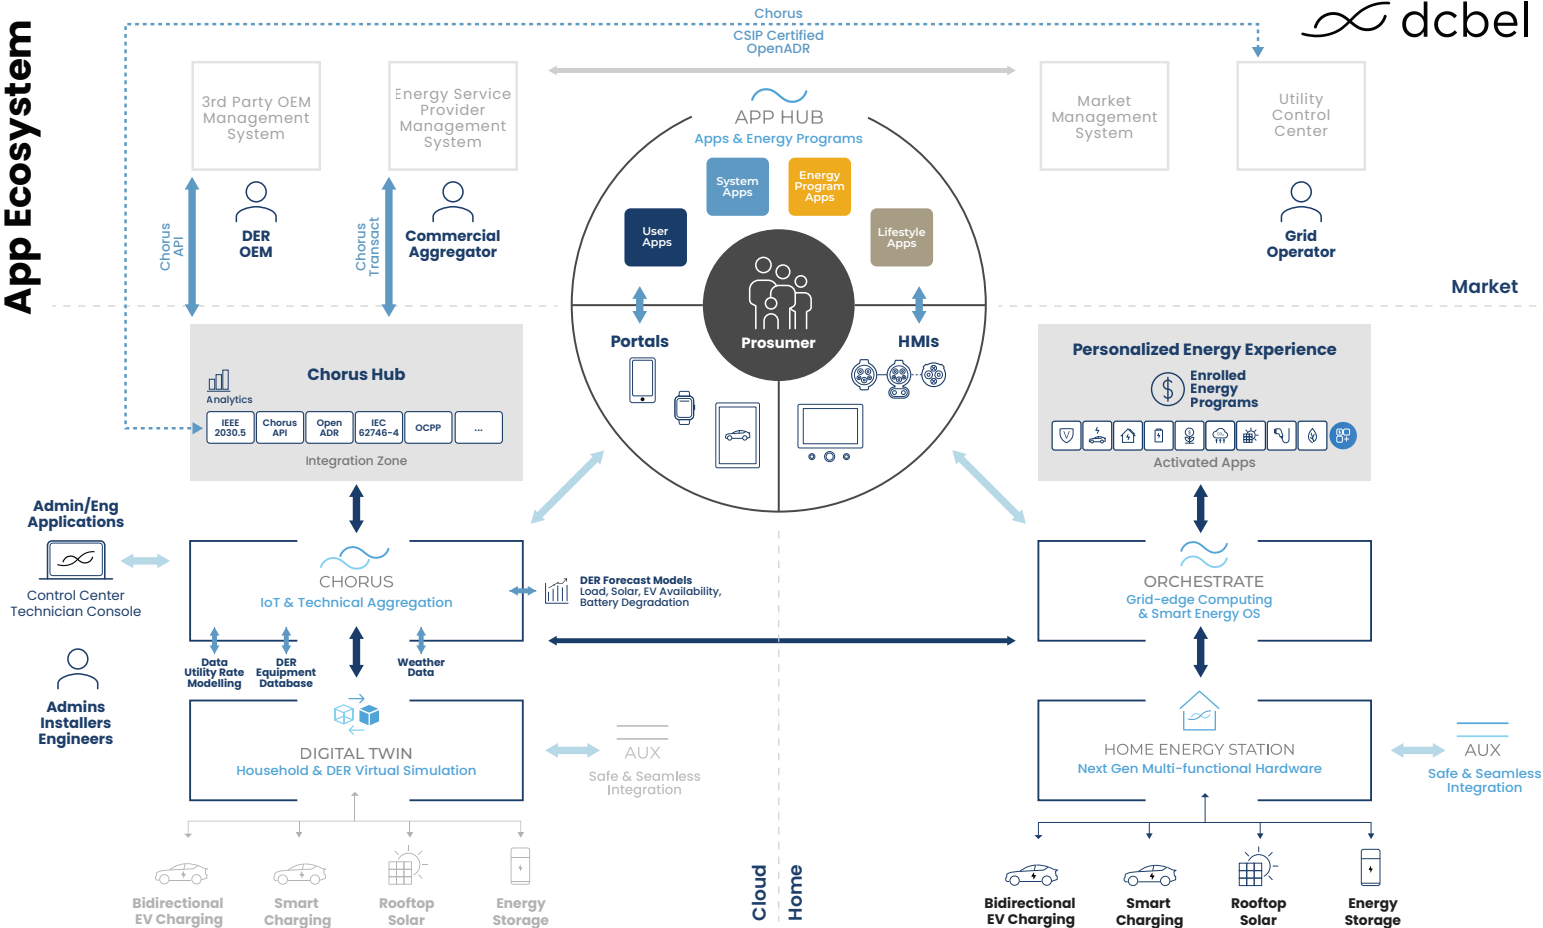 App Ecosystem
Chorus
CSIP Certified
OpenADR
dcbel
3rd Party OEM
Management
System
Energy Service
Provider
Management
System
Market
Management
System
Utility
Control
Center
DER
OEM
Commercial
Aggregator
Grid
Operator
Chorus
API
Chorus
Transact
APP HUB
Apps & Energy Programs
System
Apps
Energy
Program
Apps
User
Apps
Lifestyle
Apps
Prosumer
Portals
HMIs
Market
Chorus Hub
Analytics
IEEE
2030.5
Chorus
API
Open
ADR
IEC
62746-4
OCPP
...
Integration Zone
Personalized Energy Experience
$
Enrolled
Energy
Programs
V
Activated Apps
Admin/Eng
Applications
Control Center
Technician Console
Admins
Installers
Engineers
CHORUS
IoT & Technical Aggregation
DER Forecast Models
Load, Solar, EV Availability,
Battery Degradation
Data
Utility Rate
Modelling
DER
Equipment
Database
Weather
Data
ORCHESTRATE
Grid-edge Computing
& Smart Energy OS
DIGITAL TWIN
Household & DER Virtual Simulation
AUX
Safe & Seamless
Integration
HOME ENERGY STATION
Next Gen Multi-functional Hardware
AUX
Safe & Seamless
Integration
Cloud
Home
Bidirectional
EV Charging
Smart
Charging
Rooftop
Solar
Energy
Storage
Bidirectional
EV Charging
Smart
Charging
Rooftop
Solar
Energy
Storage